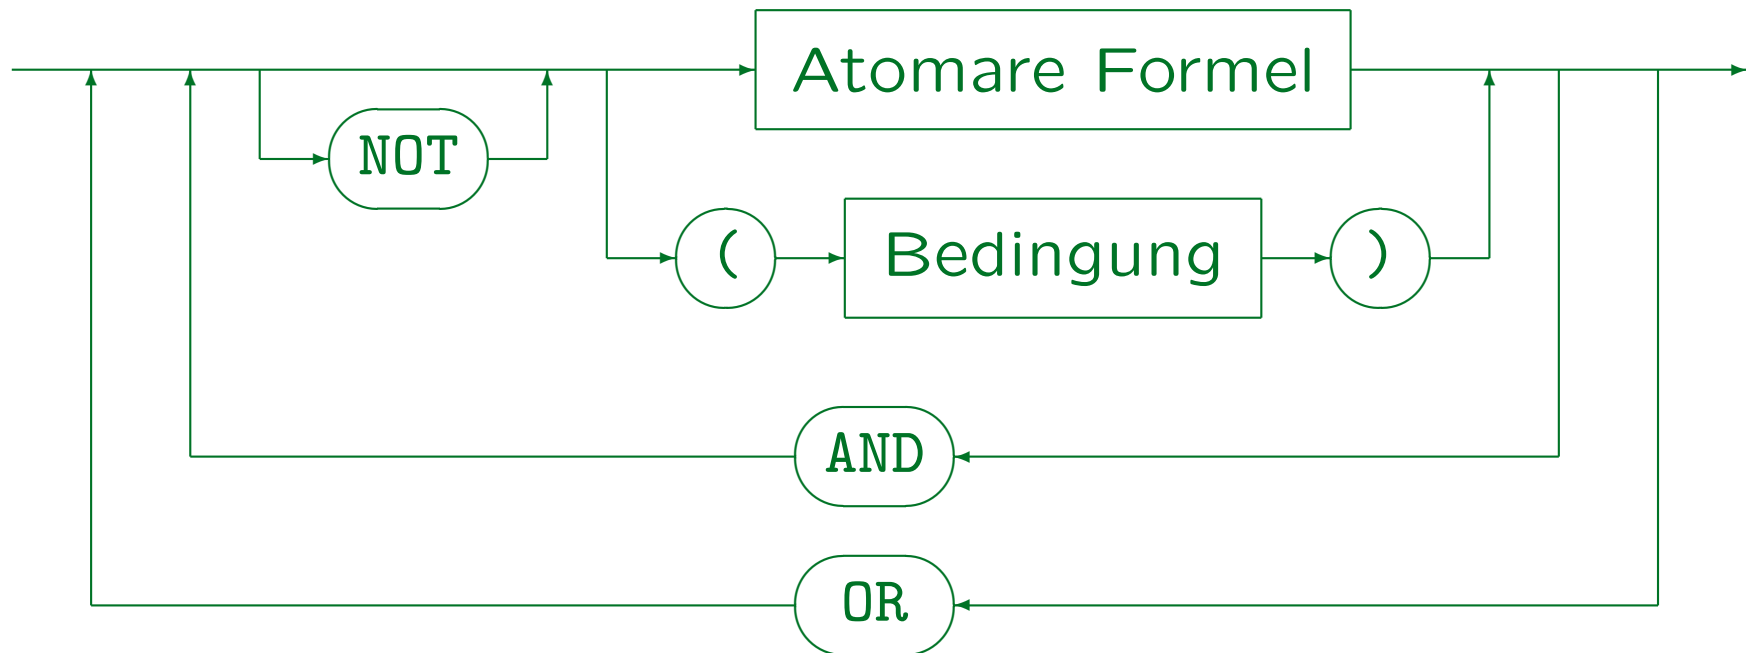 Atomare Formel
NOT
( Bedingung )
AND
OR